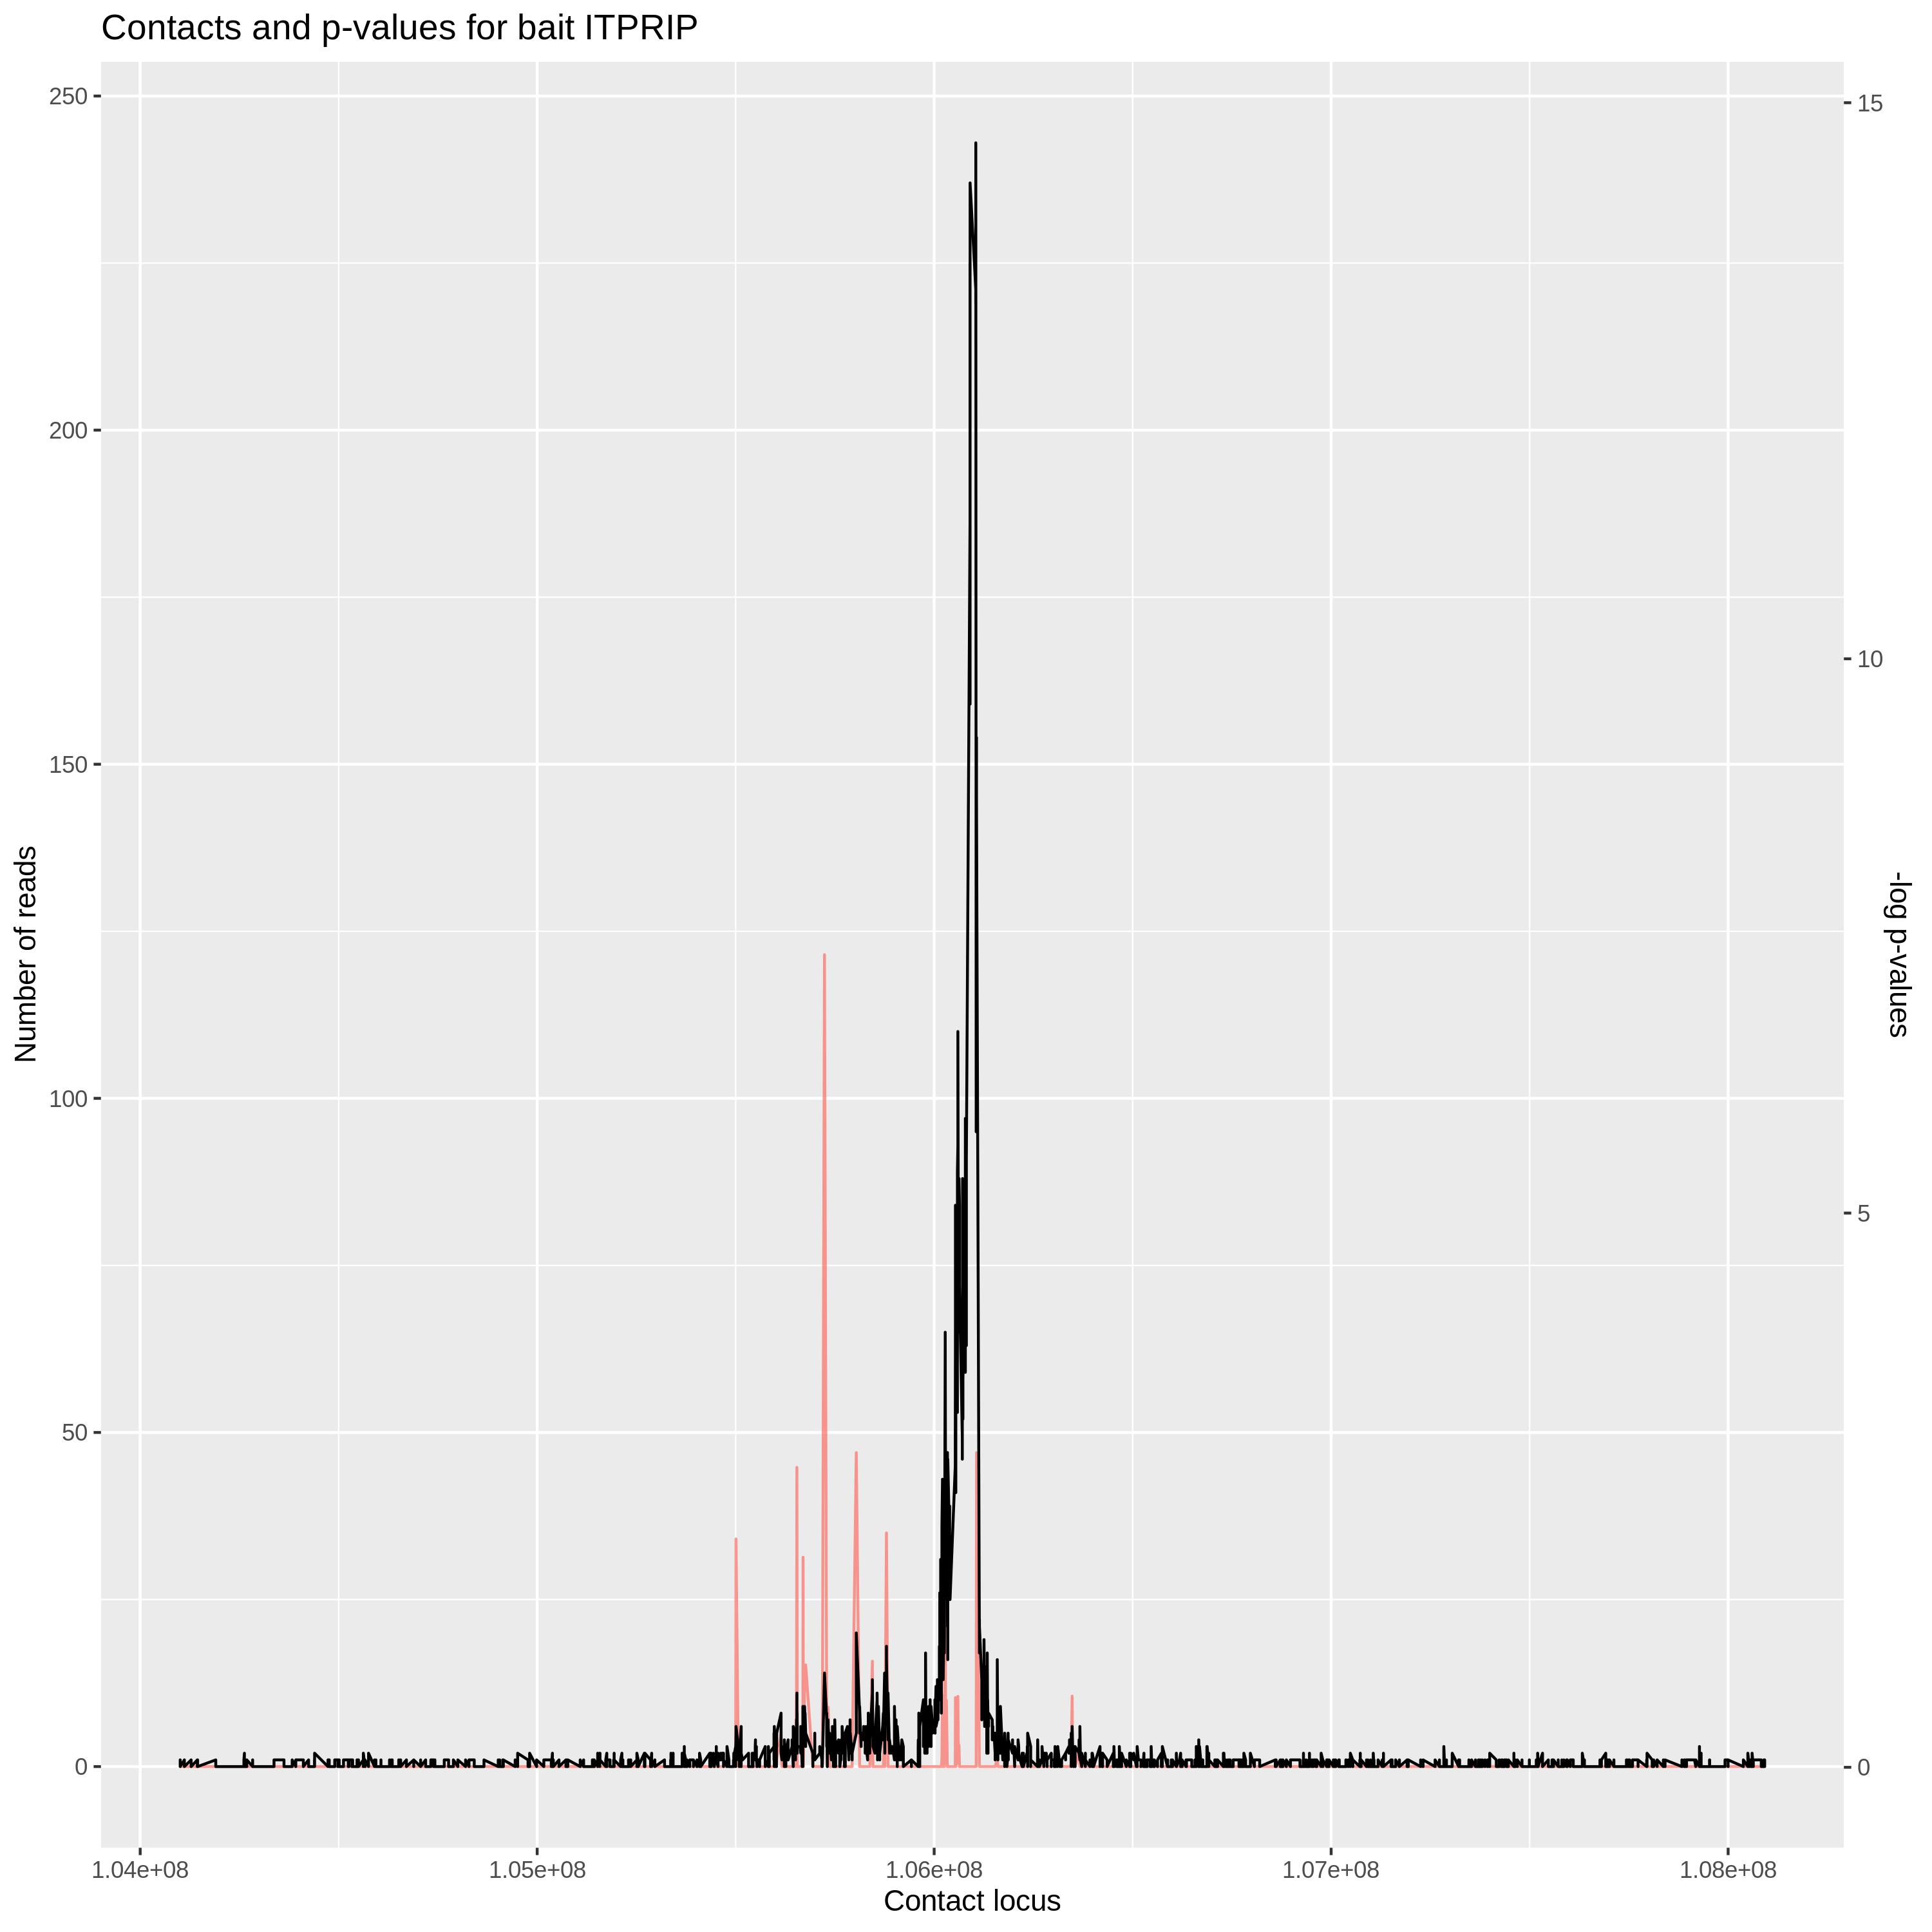 Contacts and p-values for bait ITPRIP
250
200
150
100
50
0
Number of reads
15
10
5
0
-log p-values
1.04e+08 1.05e+08 1.06e+08 1.07e+08 1.08e+08
Contact locus